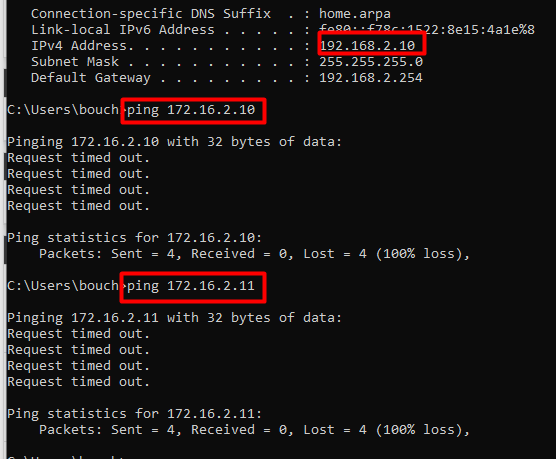 Connection-specific DNS Suffix  . : home.arpa
Link-local IPv6 Address . . . . . : fe80::f78c:1522:8e15:4a1e%8
IPv4 Address. . . . . . . . . . . : 192.168.2.10
Subnet Mask . . . . . . . . . . . : 255.255.255.0
Default Gateway . . . . . . . . . : 192.168.2.254
C:\Users\bouch>ping 172.16.2.10
Pinging 172.16.2.10 with 32 bytes of data:
Request timed out.
Request timed out.
Request timed out.
Request timed out.
Ping statistics for 172.16.2.10:
Packets: Sent = 4, Received = 0, Lost = 4 (100% loss),
C:\Users\bouch>ping 172.16.2.11
Pinging 172.16.2.11 with 32 bytes of data:
Request timed out.
Request timed out.
Request timed out.
Request timed out.
Ping statistics for 172.16.2.11:
Packets: Sent = 4, Received = 0, Lost = 4 (100% loss),